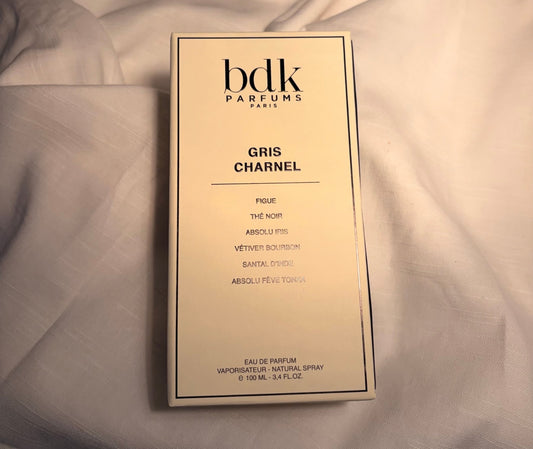 bdk
PARFUMS
PARIS
GRIS
CHARNEL
FIGUE
THÉ NOIR
ABSOLU IRIS
VÉTIVER BOURBON
SANTAL D'INDE
ABSOLU FÈVE TONKA
EAU DE PARFUM
VAPORISATEUR - NATURAL SPRAY
℮ 100 ML - 3,4 FL.OZ.